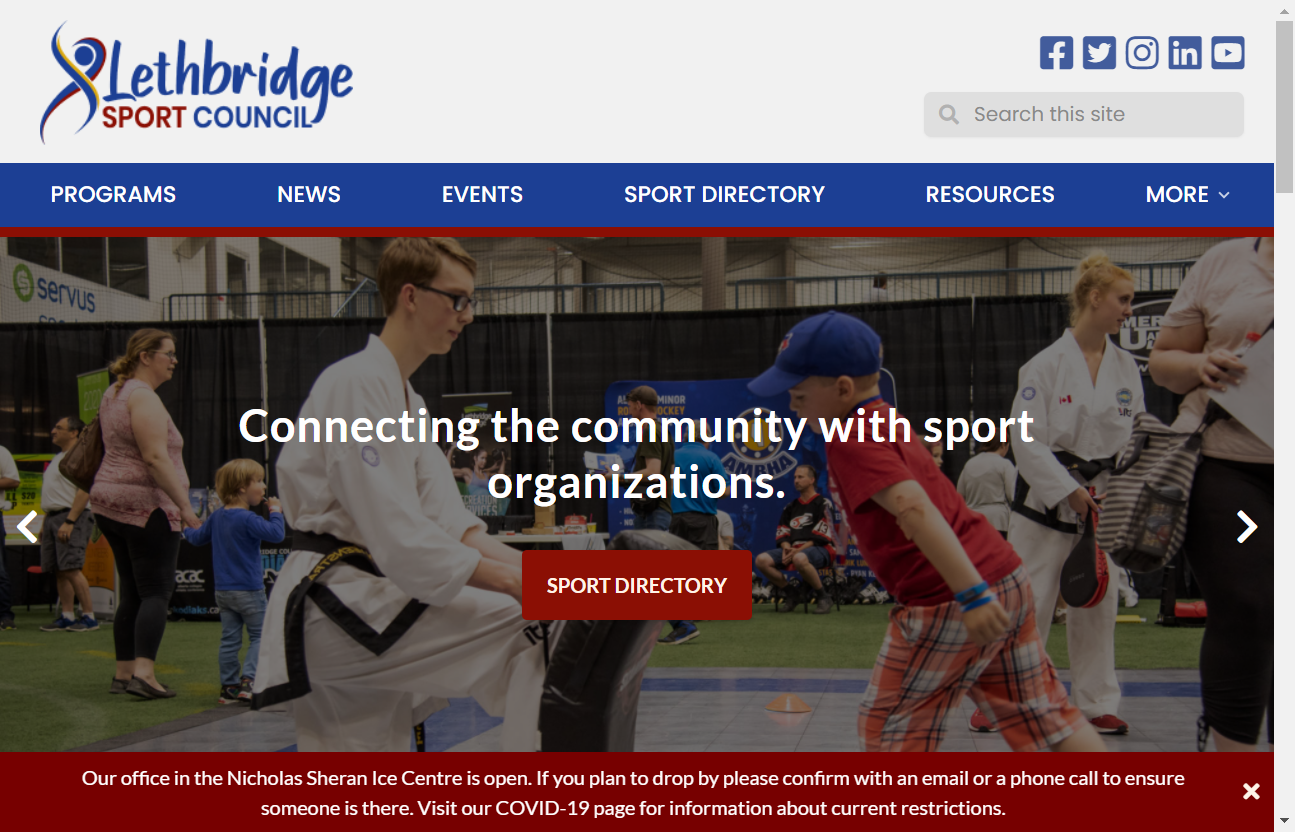 Lethbridge
SPORT COUNCIL
Search this site
PROGRAMS
NEWS
EVENTS
SPORT DIRECTORY
RESOURCES
MORE
servus
Connecting the community with sport
organizations.
SPORT DIRECTORY
Our office in the Nicholas Sheran Ice Centre is open. If you plan to drop by please confirm with an email or a phone call to ensure
someone is there. Visit our COVID-19 page for information about current restrictions.